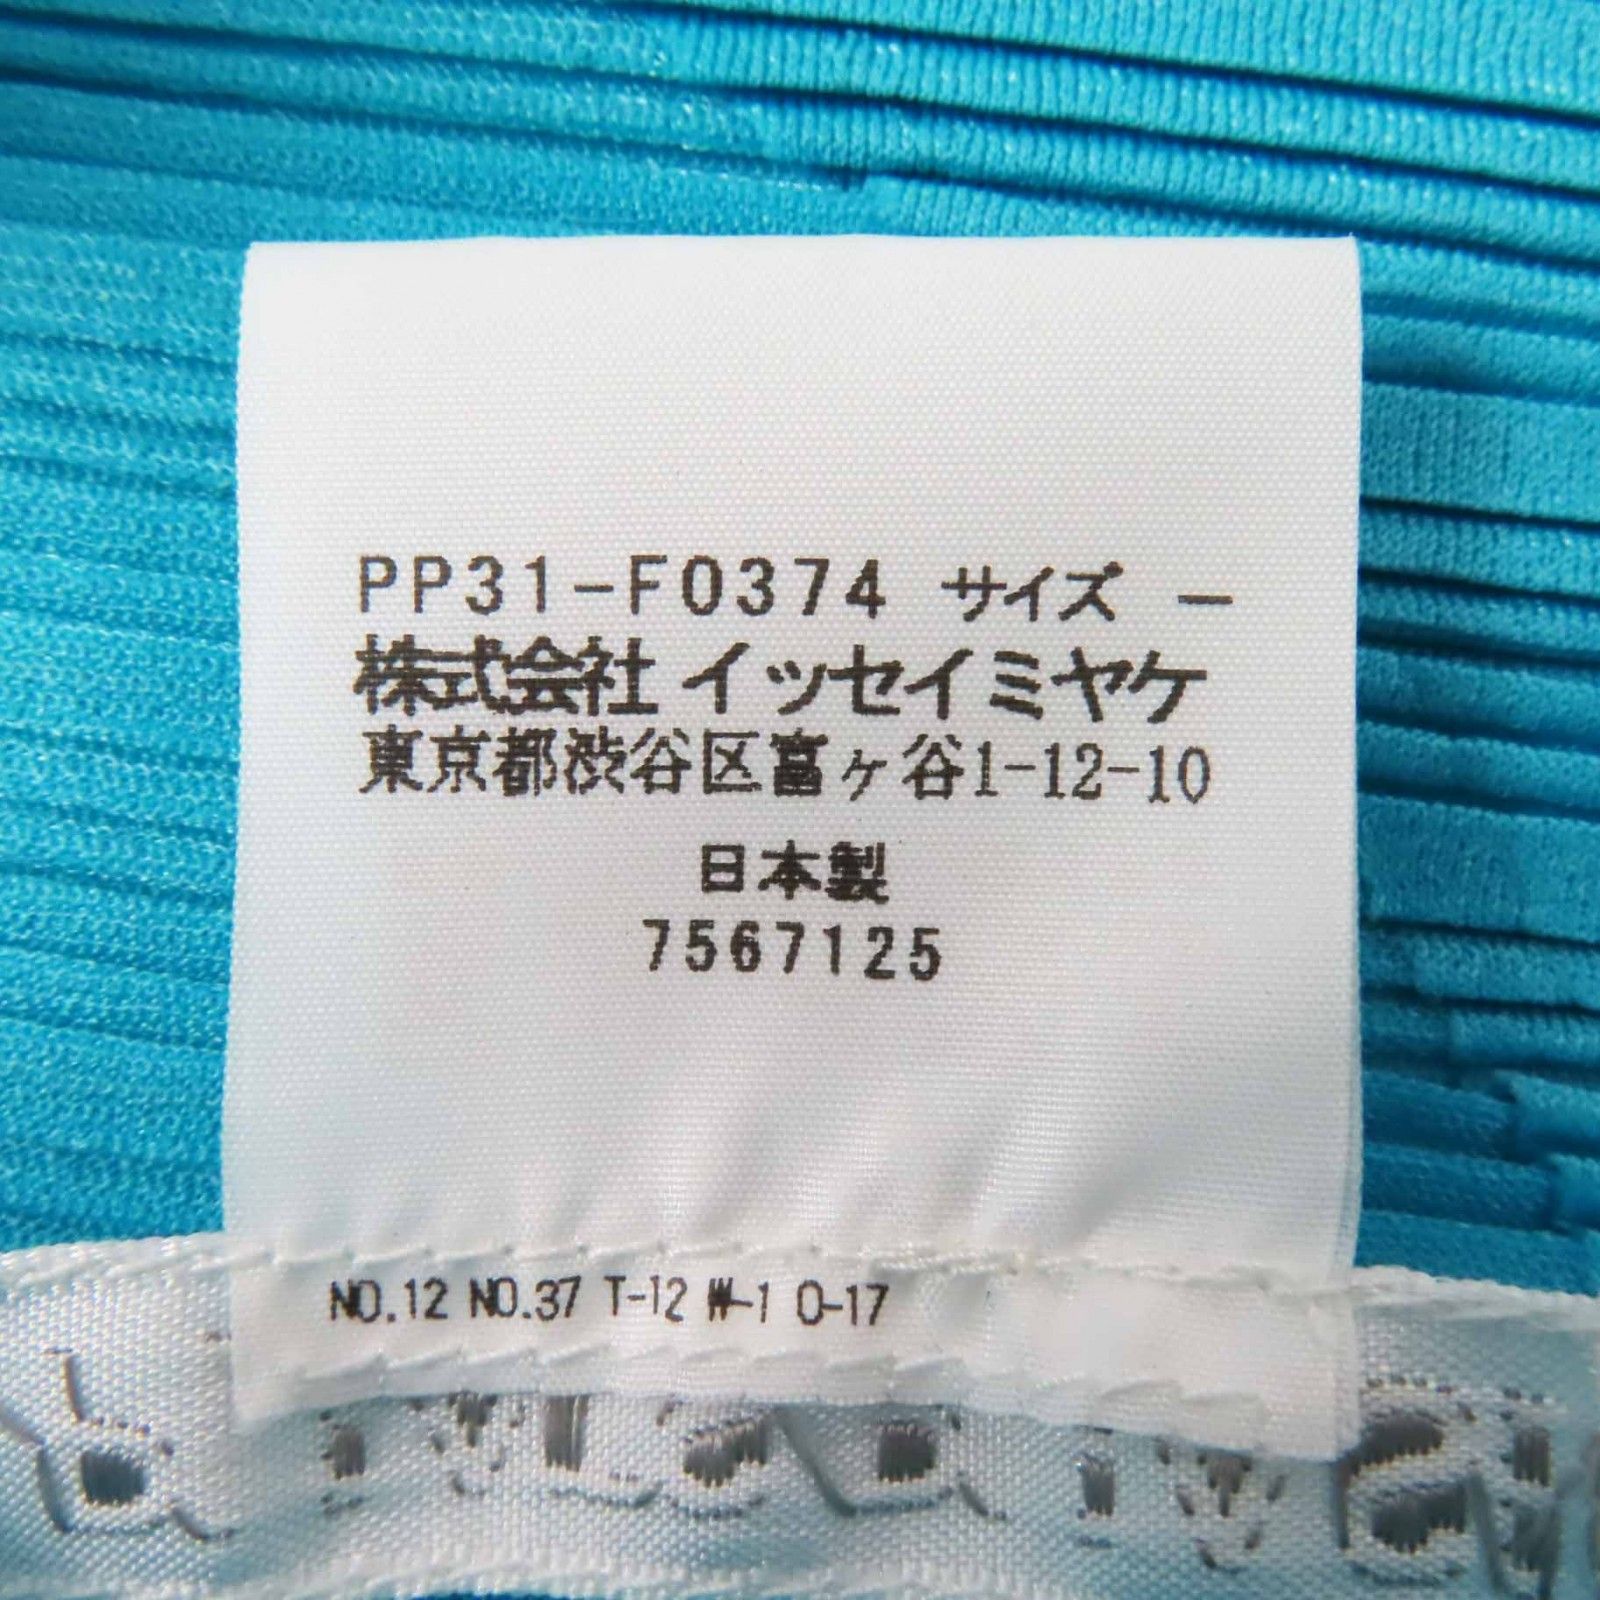 PP31-F0374 サイズ −
株式会社 イッセイミヤケ
東京都渋谷区富ヶ谷1-12-10
日本製
7567125
NO.12 NO.37 T-12 W-1 O-17